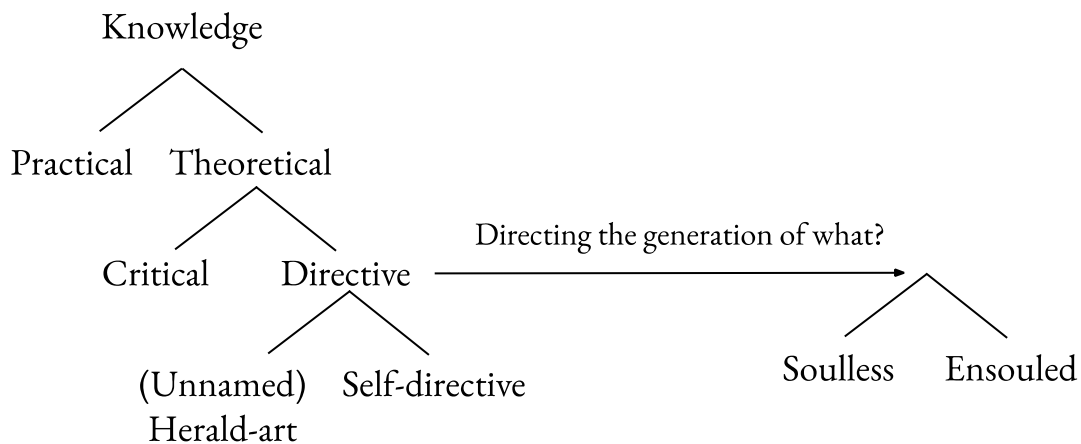 Knowledge
Practical Theoretical
Directing the generation of what?
Critical Directive
Soulless Ensouled
(Unnamed) Self-directive
Herald-art